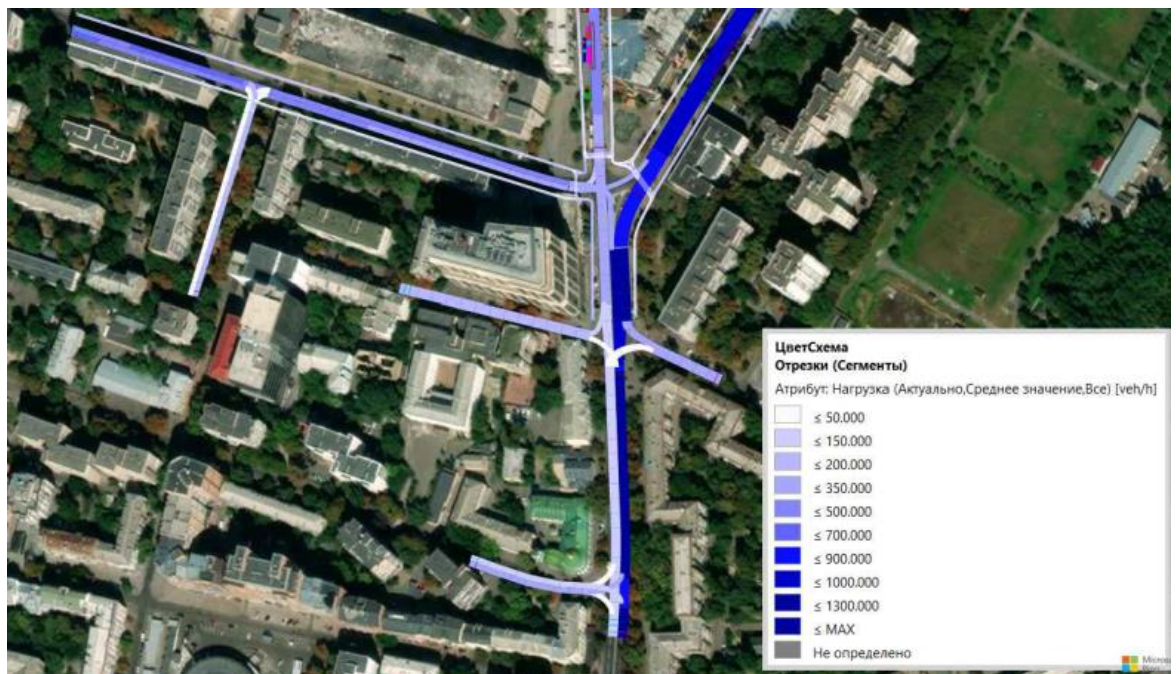 ЦветСхема
Отрезки (Сегменты)
Атрибут: Нагрузка (Актуально,Среднее значение,Все) [veh/h]
≤ 50.000
≤ 150.000
≤ 200.000
≤ 350.000
≤ 500.000
≤ 700.000
≤ 900.000
≤ 1000.000
≤ 1300.000
≤ MAX
Не определено